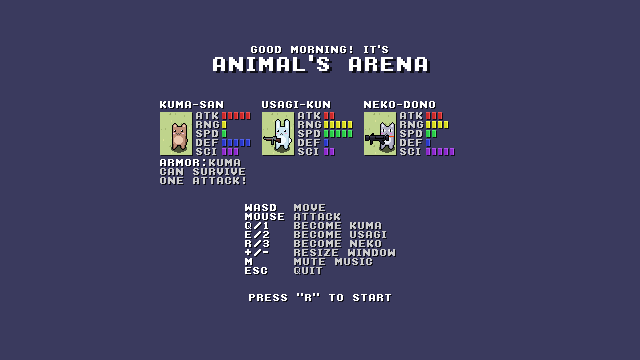 GOOD MORNING! IT'S
ANIMAL'S ARENA
KUMA-SAN
ATK
RNG
SPD
DEF
SCI
ARMOR:KUMA
CAN SURVIVE
ONE ATTACK!
USAGI-KUN
ATK
RNG
SPD
DEF
SCI
NEKO-DONO
ATK
RNG
SPD
DEF
SCI
WASD MOVE
MOUSE ATTACK
Q/1 BECOME KUMA
E/2 BECOME USAGI
R/3 BECOME NEKO
+/- RESIZE WINDOW
M MUTE MUSIC
ESC QUIT
PRESS "R" TO START